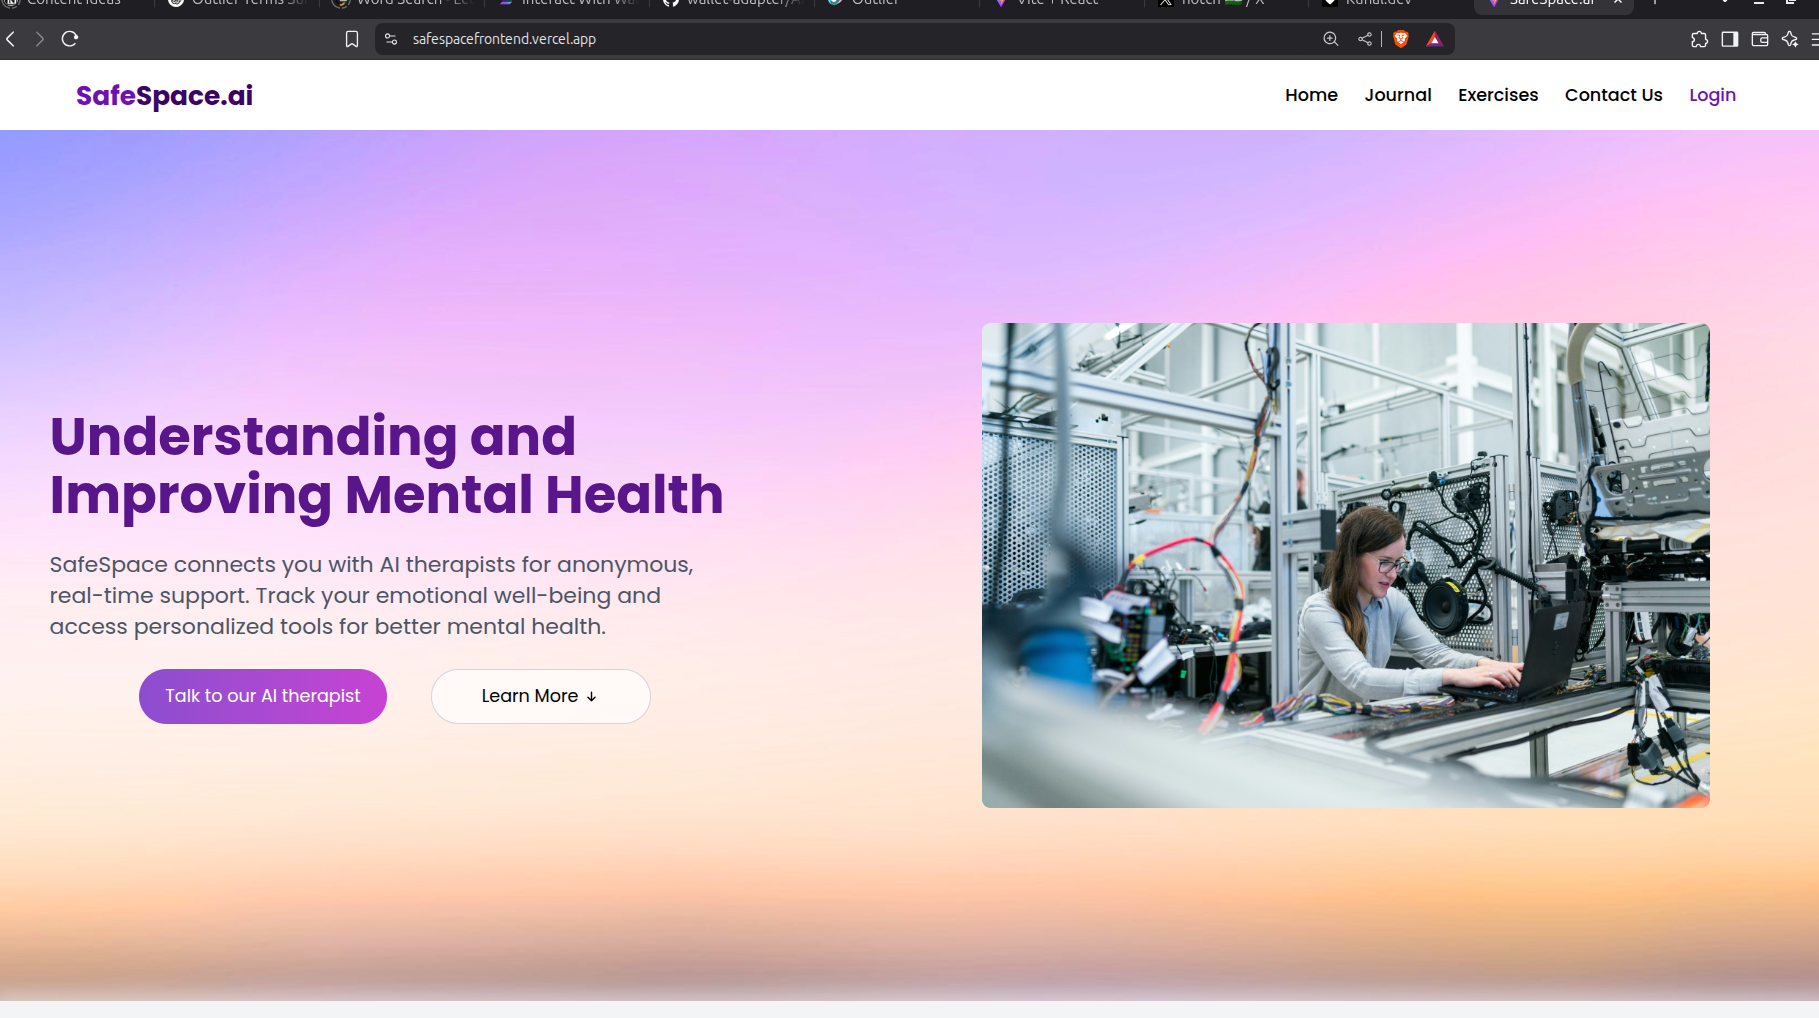 Content Ideas
Outlier Terms Su
Word Search - Le
Interact With Wa
wallet-adapter/A
Outlier
Vite + React
notch / X
Kunal.dev
SafeSpace.ai
safespacefrontend.vercel.app
SafeSpace.ai
Home
Journal
Exercises
Contact Us
Login
Understanding and
Improving Mental Health
SafeSpace connects you with AI therapists for anonymous,
real-time support. Track your emotional well-being and
access personalized tools for better mental health.
Talk to our AI therapist
Learn More ↓